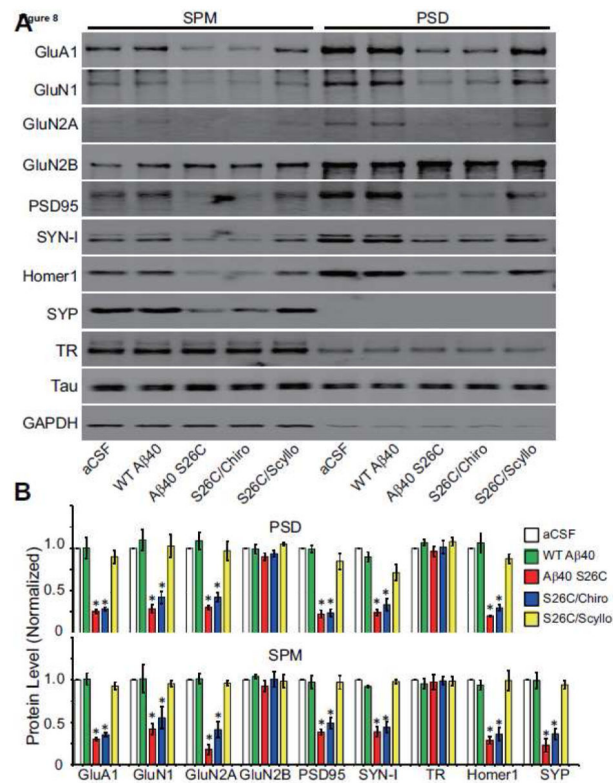 A Figure 8
SPM PSD
GluA1
GluN1
GluN2A
GluN2B
PSD95
SYN-I
Homer1
SYP
TR
Tau
GAPDH
aCSF WT Aβ40 Aβ40 S26C S26C/Chiro S26C/Scyllo aCSF WT Aβ40 Aβ40 S26C S26C/Chiro S26C/Scyllo
B
PSD
aCSF
WT Aβ40
Aβ40 S26C
S26C/Chiro
S26C/Scyllo
Protein Level (Normalized)
1.0
0.5
0
* * * * * * * * * * * *
SPM
1.0
0.5
0
* * * * * * * * * * * * * *
GluA1 GluN1 GluN2A GluN2B PSD95 SYN-I TR Homer1 SYP